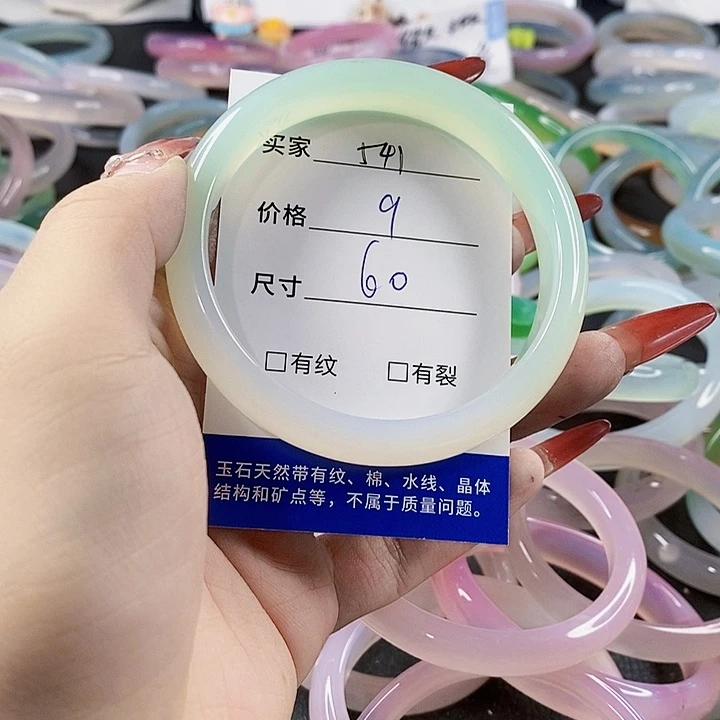 买家 541
价格 9
尺寸 60
□有纹 □有裂
玉石天然带有纹、棉、水线、晶体
结构和矿点等，不属于质量问题。